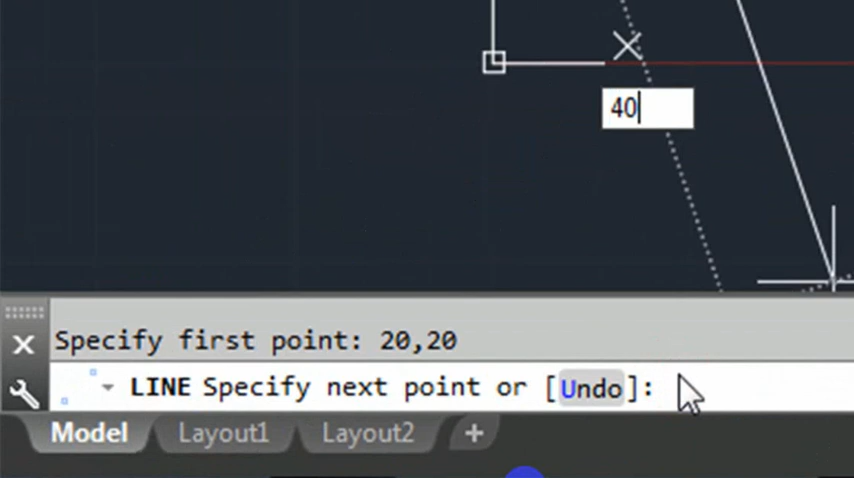 40
Specify first point: 20,20
LINE Specify next point or [Undo]:
Model Layout1 Layout2 +